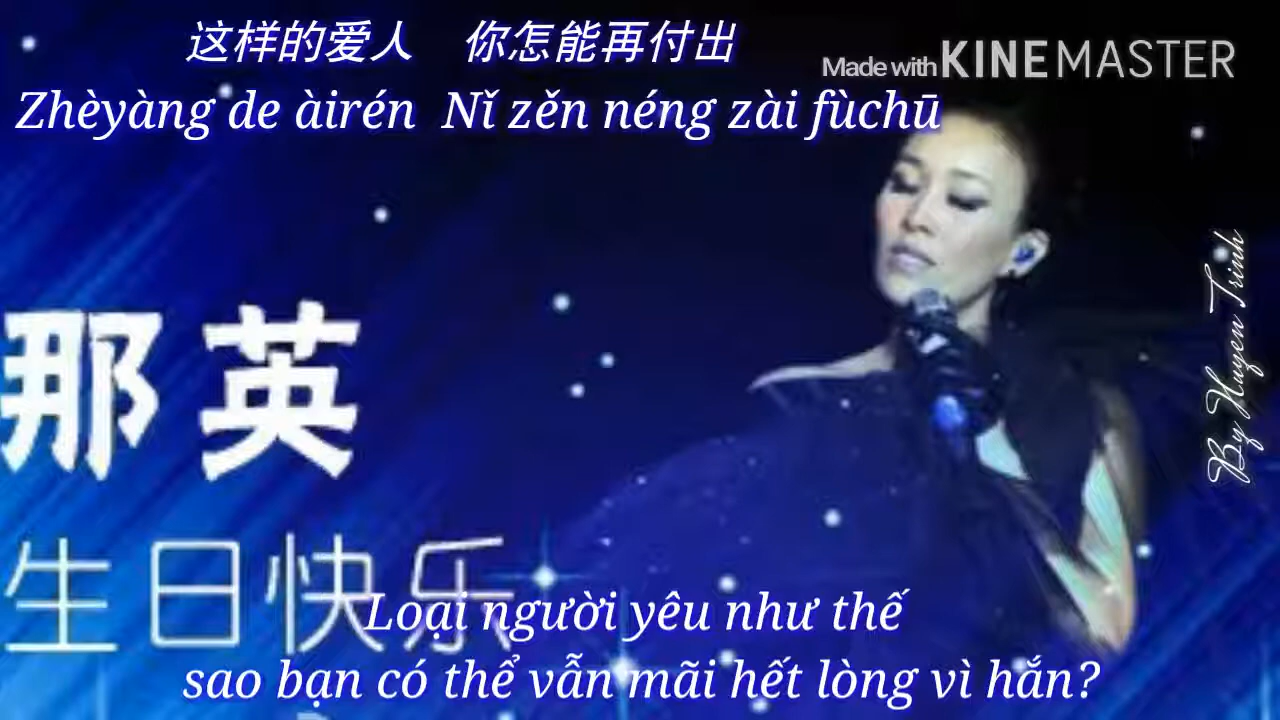 这样的爱人 你怎能再付出
Made with KINEMASTER
Zhèyàng de àirén Nǐ zěn néng zài fùchū
By Huyen Trinh
那英
生日快乐
Loại người yêu như thế
sao bạn có thể vẫn mãi hết lòng vì hắn?